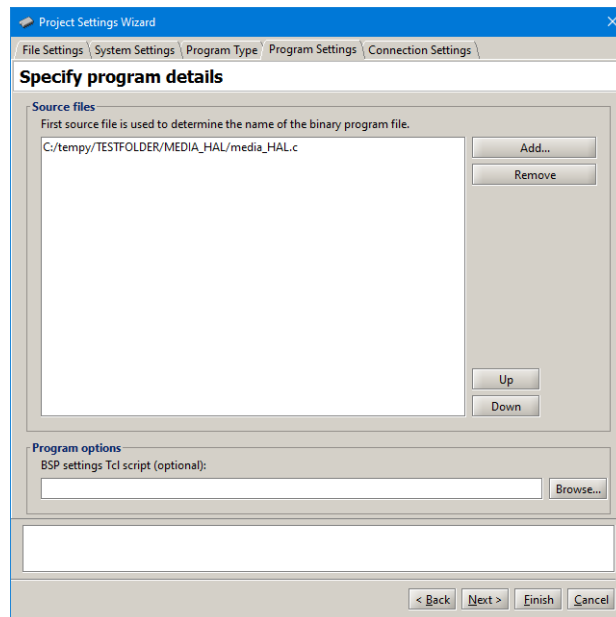 Project Settings Wizard
File Settings System Settings Program Type Program Settings Connection Settings
Specify program details
Source files
First source file is used to determine the name of the binary program file.
C:/tempy/TESTFOLDER/MEDIA_HAL/media_HAL.c
Add...
Remove
Up
Down
Program options
BSP settings Tcl script (optional):
Browse...
< Back Next > Finish Cancel